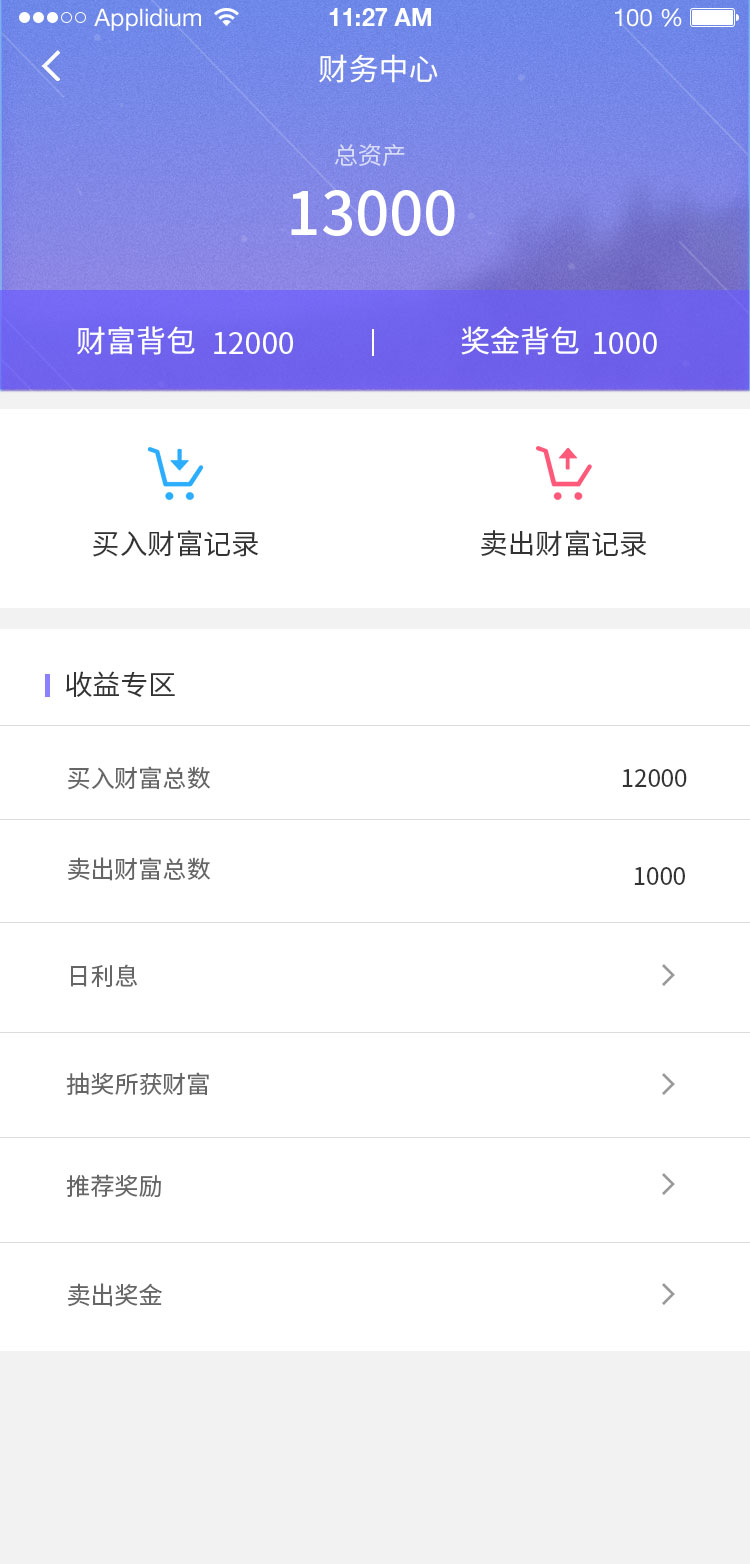 Applidium 11:27 AM 100 %
财务中心
总资产
13000
财富背包 12000 奖金背包 1000
买入财富记录 卖出财富记录
收益专区
买入财富总数 12000
卖出财富总数 1000
日利息
抽奖所获财富
推荐奖励
卖出奖金